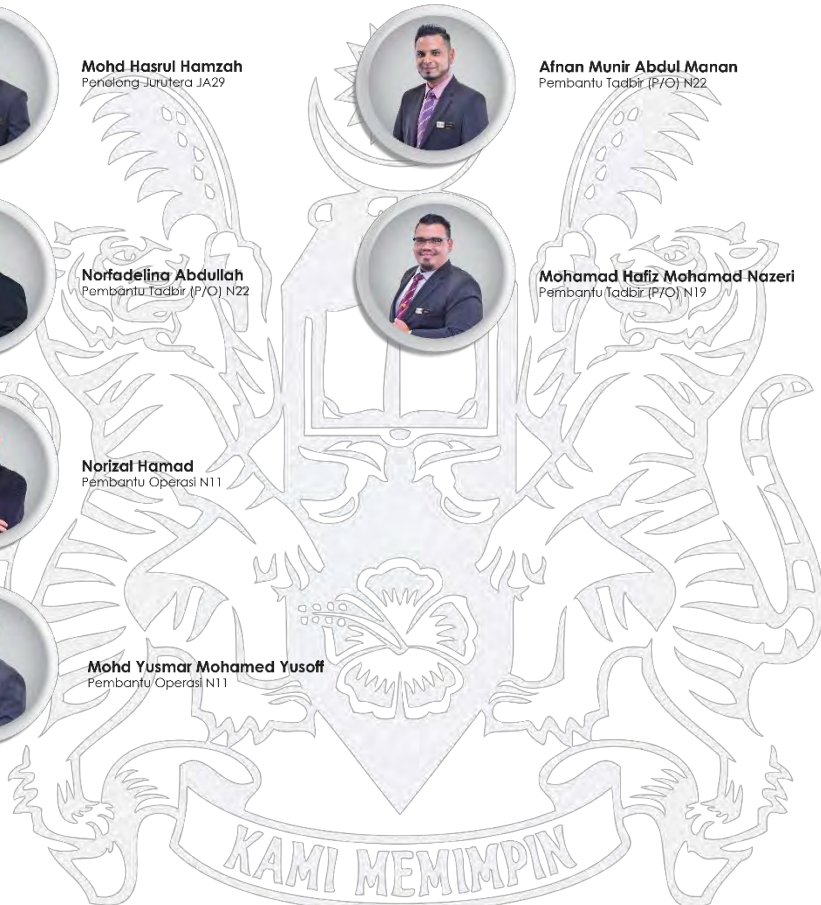 Mohd Hasrul Hamzah
Penolong Jurutera JA29
Afnan Munir Abdul Manan
Pembantu Tadbir (P/O) N22
Norfadelina Abdullah
Pembantu Tadbir (P/O) N22
Mohamad Hafiz Mohamad Nazeri
Pembantu Tadbir (P/O) N19
Norizal Hamad
Pembantu Operasi N11
Mohd Yusmar Mohamed Yusoff
Pembantu Operasi N11
KAMI MEMIMPIN